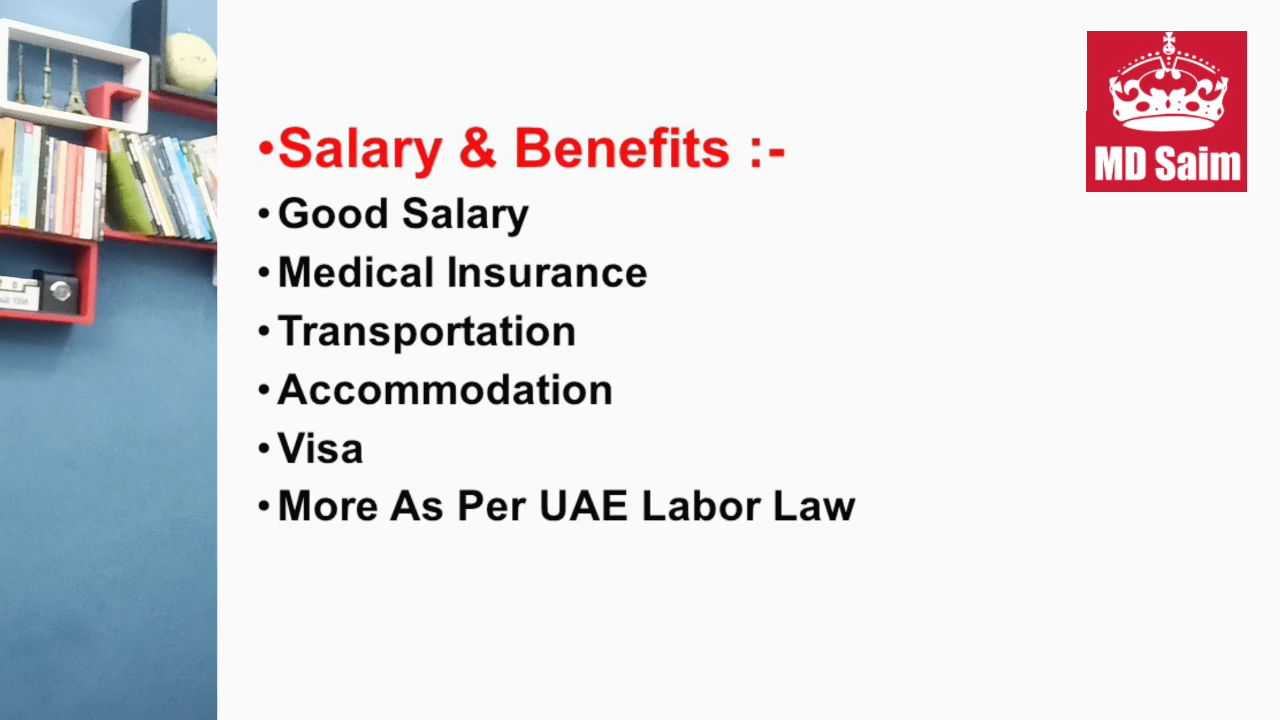 •Salary & Benefits :-
•Good Salary
•Medical Insurance
•Transportation
•Accommodation
•Visa
•More As Per UAE Labor Law
MD Saim